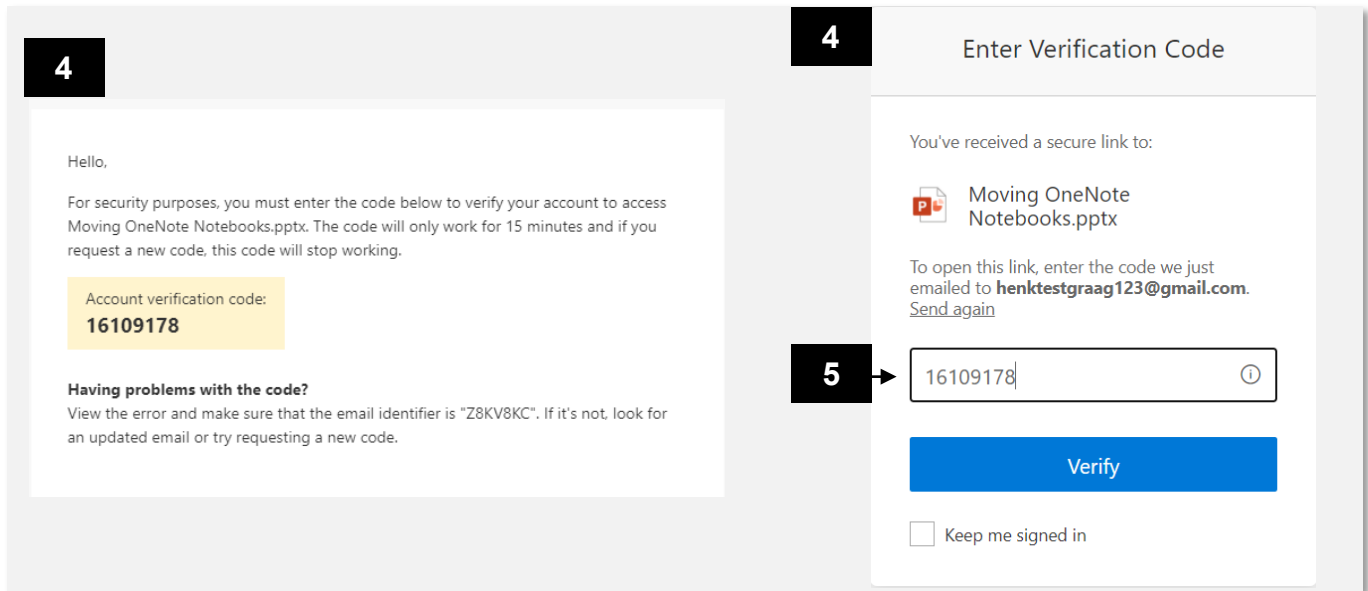 4
Hello,
For security purposes, you must enter the code below to verify your account to access
Moving OneNote Notebooks.pptx. The code will only work for 15 minutes and if you
request a new code, this code will stop working.
Account verification code:
16109178
Having problems with the code?
View the error and make sure that the email identifier is "Z8KV8KC". If it's not, look for
an updated email or try requesting a new code.
4
Enter Verification Code
You've received a secure link to:
P
Moving OneNote
Notebooks.pptx
To open this link, enter the code we just
emailed to henktestgraag123@gmail.com.
Send again
5
16109178
Verify
Keep me signed in